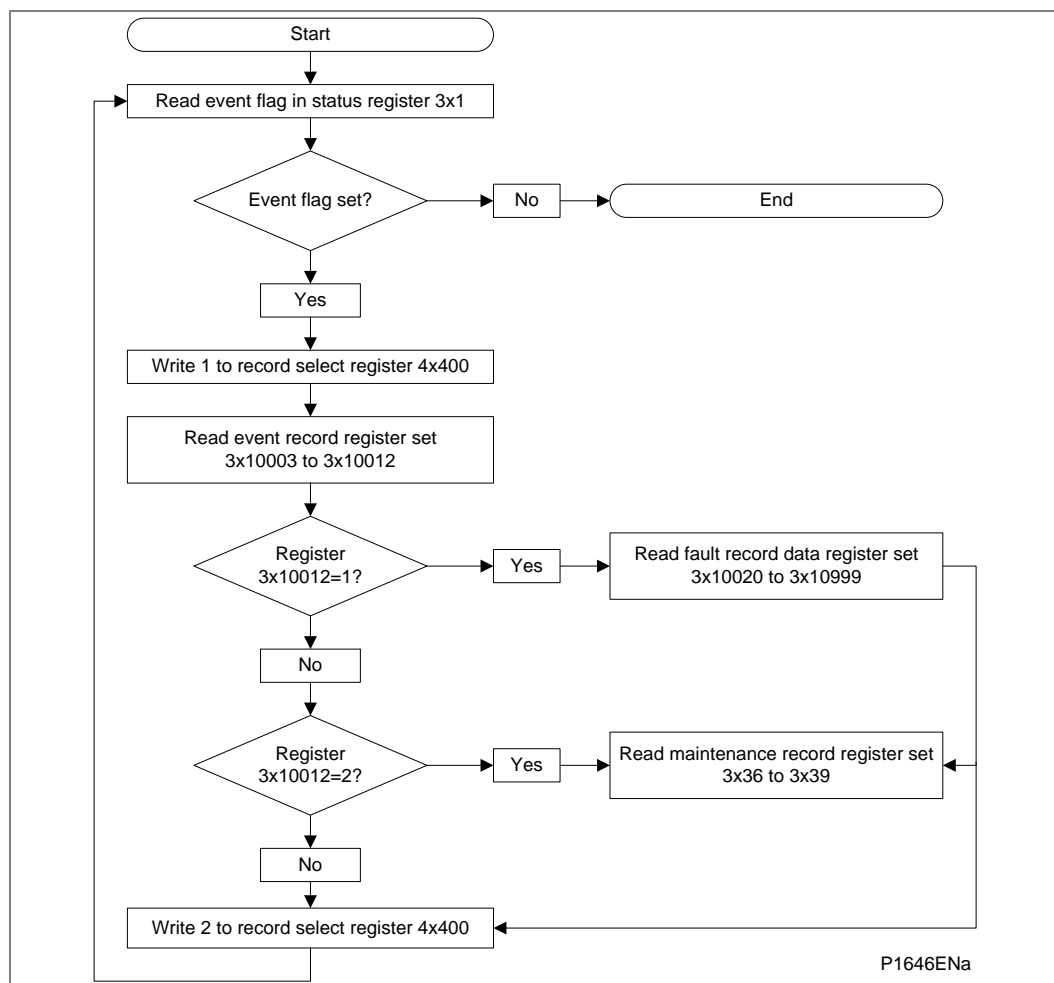 Start
Read event flag in status register 3x1
Event flag set?
No
End
Yes
Write 1 to record select register 4x400
Read event record register set
3x10003 to 3x10012
Register
3x10012=1?
Yes
Read fault record data register set
3x10020 to 3x10999
No
Register
3x10012=2?
Yes
Read maintenance record register set
3x36 to 3x39
No
Write 2 to record select register 4x400
P1646ENa